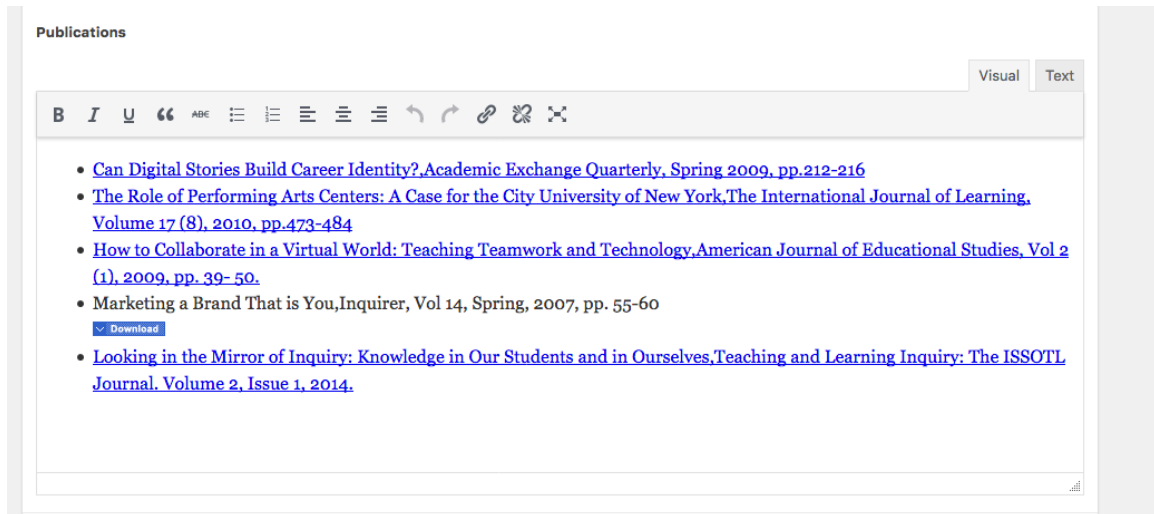 Publications
Visual Text
B I U “ ABC
• Can Digital Stories Build Career Identity?,Academic Exchange Quarterly, Spring 2009, pp.212-216
• The Role of Performing Arts Centers: A Case for the City University of New York,The International Journal of Learning,
Volume 17 (8), 2010, pp.473-484
• How to Collaborate in a Virtual World: Teaching Teamwork and Technology,American Journal of Educational Studies, Vol 2
(1), 2009, pp. 39- 50.
• Marketing a Brand That is You,Inquirer, Vol 14, Spring, 2007, pp. 55-60
Download
• Looking in the Mirror of Inquiry: Knowledge in Our Students and in Ourselves,Teaching and Learning Inquiry: The ISSOTL
Journal. Volume 2, Issue 1, 2014.